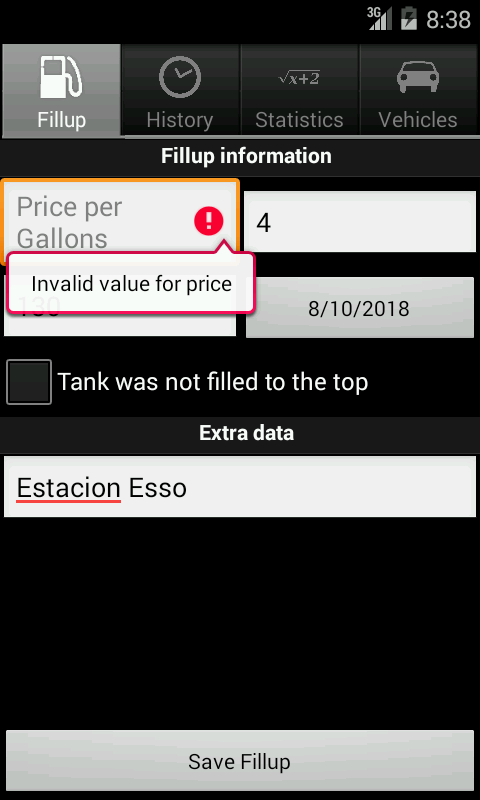 3G 8:38
Fillup History √x+2 Statistics Vehicles
Fillup information
Price per
Gallons
4
Invalid value for price
130
8/10/2018
Tank was not filled to the top
Extra data
Estacion Esso
Save Fillup